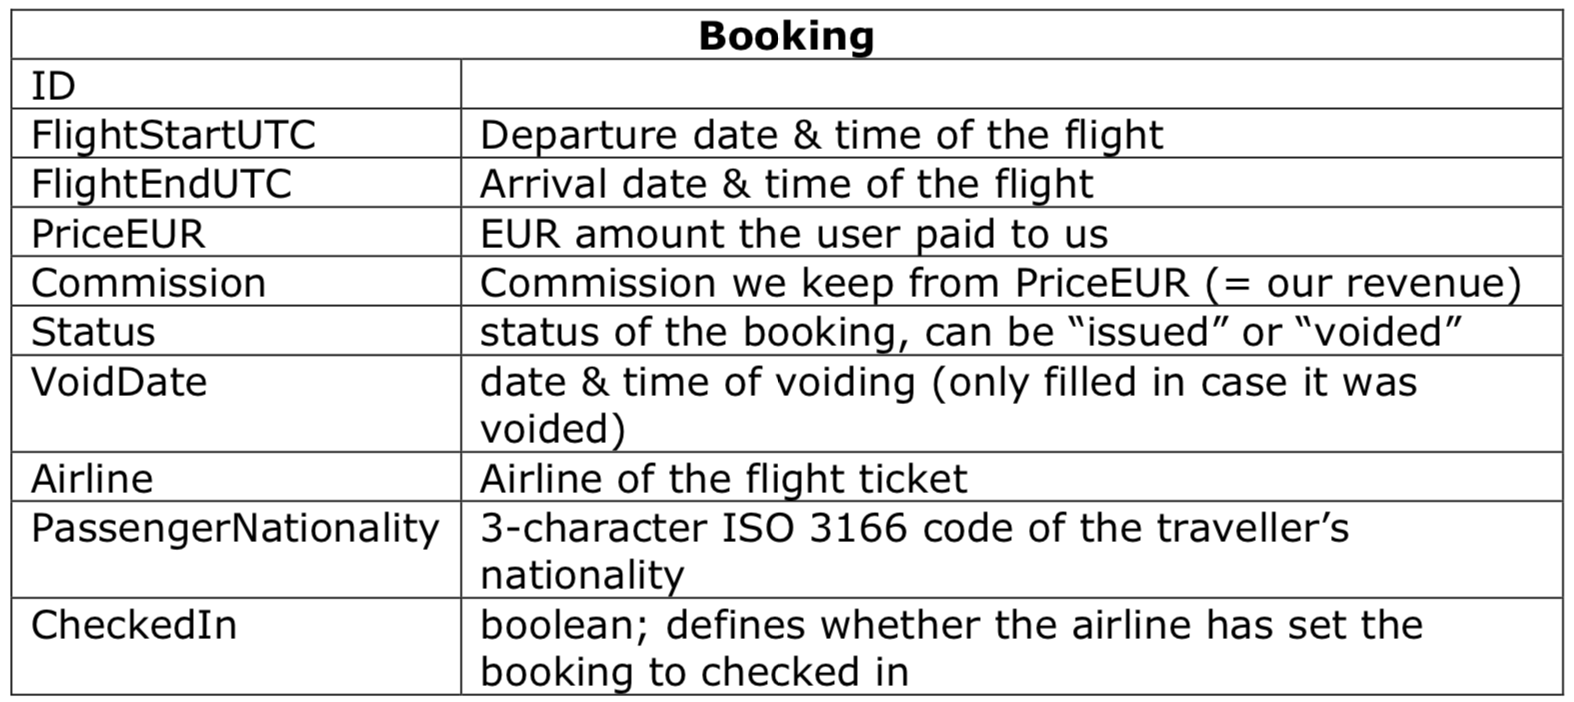 Booking
ID
FlightStartUTC Departure date & time of the flight
FlightEndUTC Arrival date & time of the flight
PriceEUR EUR amount the user paid to us
Commission Commission we keep from PriceEUR (= our revenue)
Status status of the booking, can be “issued” or “voided”
VoidDate date & time of voiding (only filled in case it was
voided)
Airline Airline of the flight ticket
PassengerNationality 3-character ISO 3166 code of the traveller’s
nationality
CheckedIn boolean; defines whether the airline has set the
booking to checked in